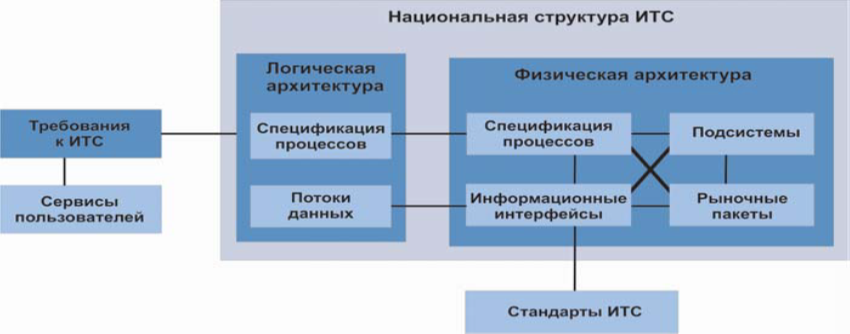 Национальная структура ИТС
Логическая
архитектура
Физическая архитектура
Требования
к ИТС
Спецификация
процессов
Спецификация
процессов
Подсистемы
Сервисы
пользователей
Потоки
данных
Информационные
интерфейсы
Рыночные
пакеты
Стандарты ИТС